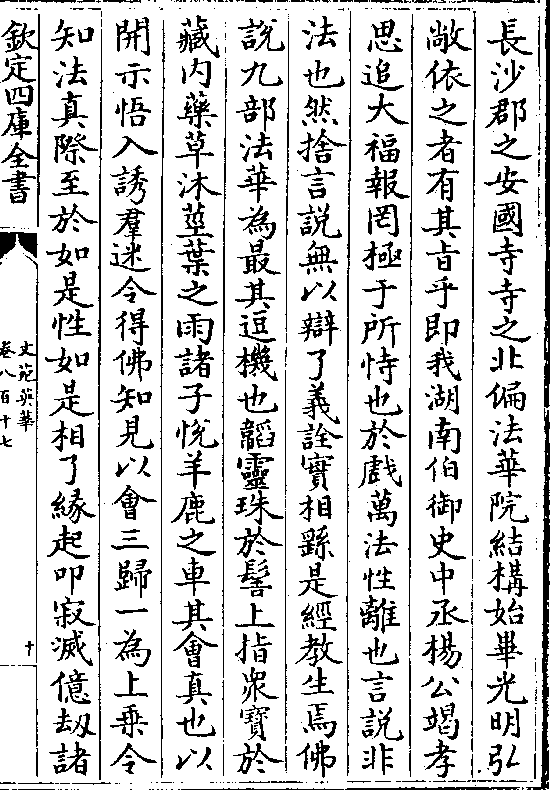 長沙郡之安國寺寺之北偏法華院結構始畢光明弘
敞依之者有其旨乎即我湖南伯御史中丞楊公竭孝
思追大福報罔極于所恃也於戲萬法性離也言說非
法也然捨言說無以辯了義詮實相繇是經教生焉佛
說九部法華為最其逗機也韜靈珠於髻上指衆寶於
藏内藥草沐莖葉之雨諸子悅羊鹿之車其會真也以
開示悟入誘羣迷令得佛知見以會三歸一為上乗令
知法真際至於如是性如是相了緣起叩寂滅億劫諸
欽定四庫全書
文苑英華
卷八百十七
十